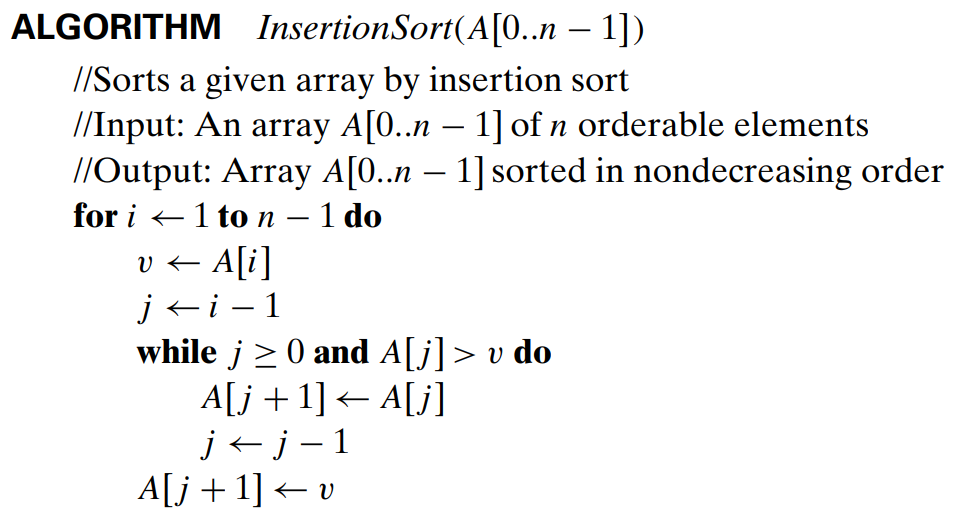 ALGORITHM InsertionSort(A[0..n − 1])
//Sorts a given array by insertion sort
//Input: An array A[0..n − 1] of n orderable elements
//Output: Array A[0..n − 1] sorted in nondecreasing order
for i ← 1 to n − 1 do
v ← A[i]
j ← i − 1
while j ≥ 0 and A[j] > v do
A[j + 1] ← A[j]
j ← j − 1
A[j + 1] ← v